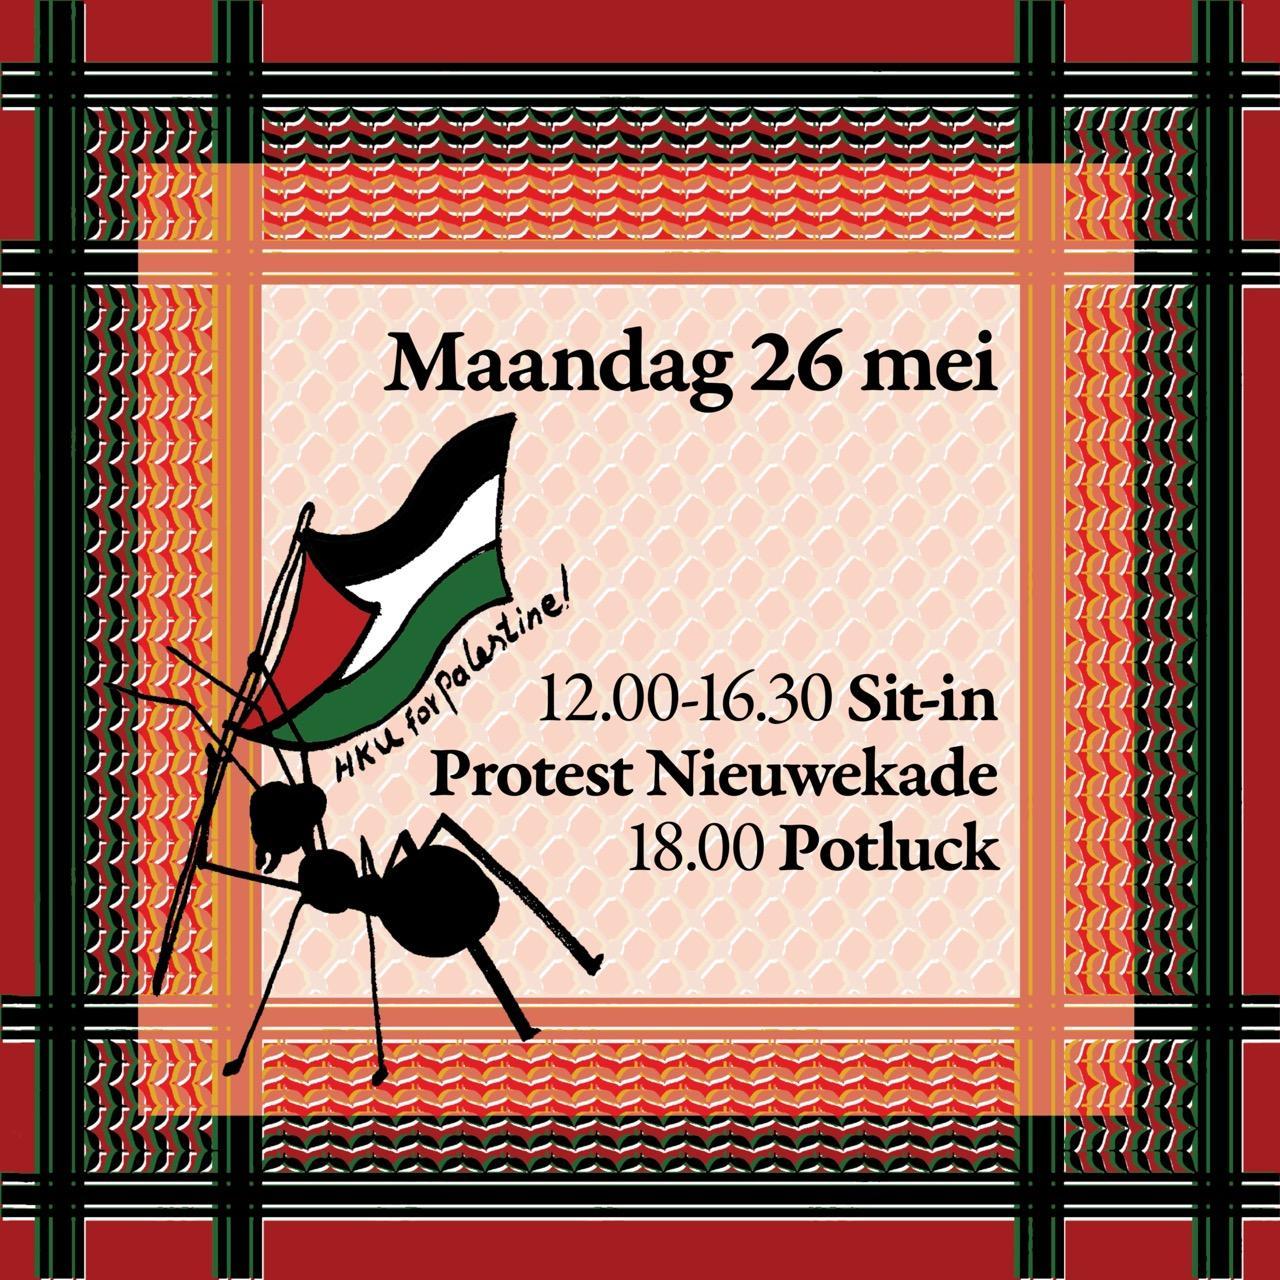 Maandag 26 mei
HKU for palestine!
12.00-16.30 Sit-in
Protest Nieuwekade
18.00 Potluck